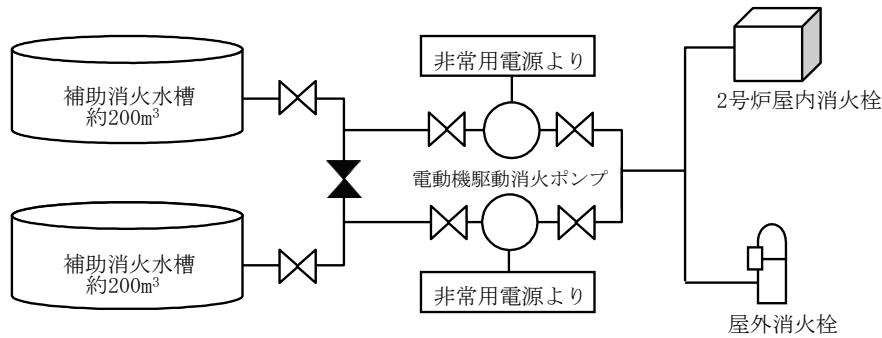 非常用電源より
補助消火水槽
約200m³
2号炉屋内消火栓
電動機駆動消火ポンプ
補助消火水槽
約200m³
非常用電源より
屋外消火栓